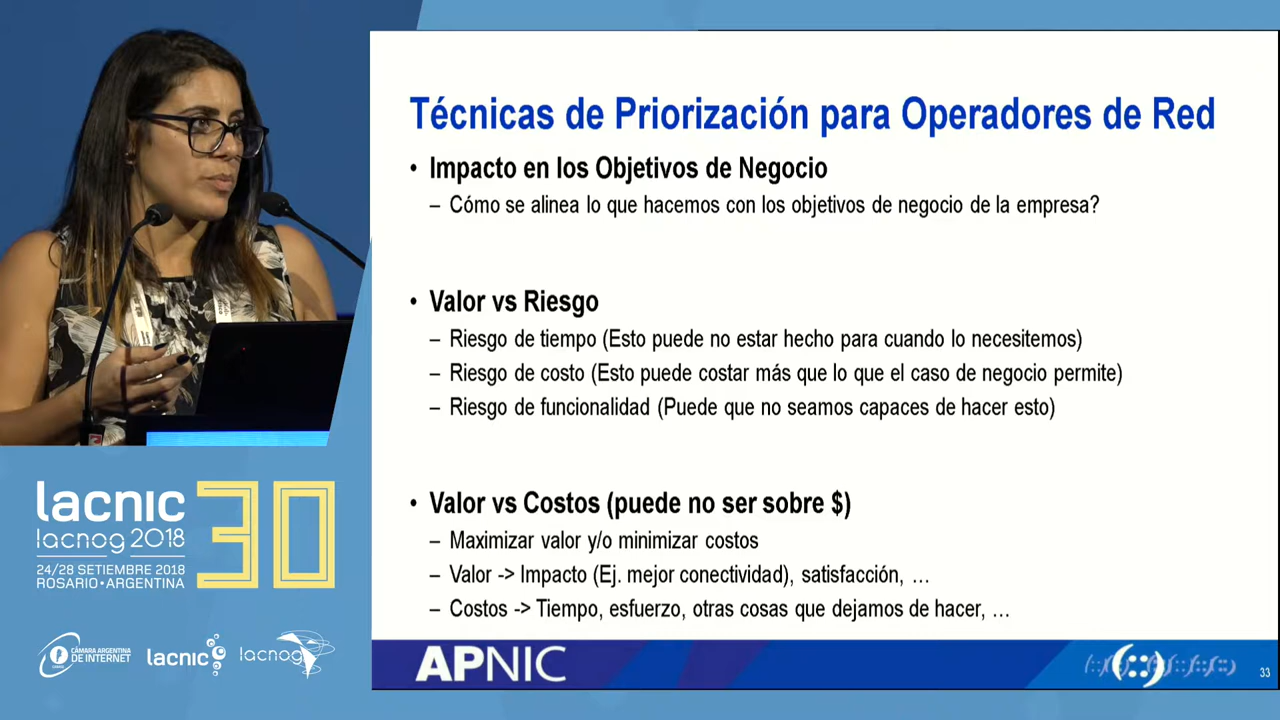 Técnicas de Priorización para Operadores de Red
• Impacto en los Objetivos de Negocio
– Cómo se alinea lo que hacemos con los objetivos de negocio de la empresa?
• Valor vs Riesgo
– Riesgo de tiempo (Esto puede no estar hecho para cuando lo necesitemos)
– Riesgo de costo (Esto puede costar más que lo que el caso de negocio permite)
– Riesgo de funcionalidad (Puede que no seamos capaces de hacer esto)
• Valor vs Costos (puede no ser sobre $)
– Maximizar valor y/o minimizar costos
– Valor -> Impacto (Ej. mejor conectividad), satisfacción, …
– Costos -> Tiempo, esfuerzo, otras cosas que dejamos de hacer, …
APNIC
33
lacnic 30
lacnog 2018
24/28 SETIEMBRE 2018
ROSARIO • ARGENTINA
CÁMARA ARGENTINA
DE INTERNET
lacnic
lacnog